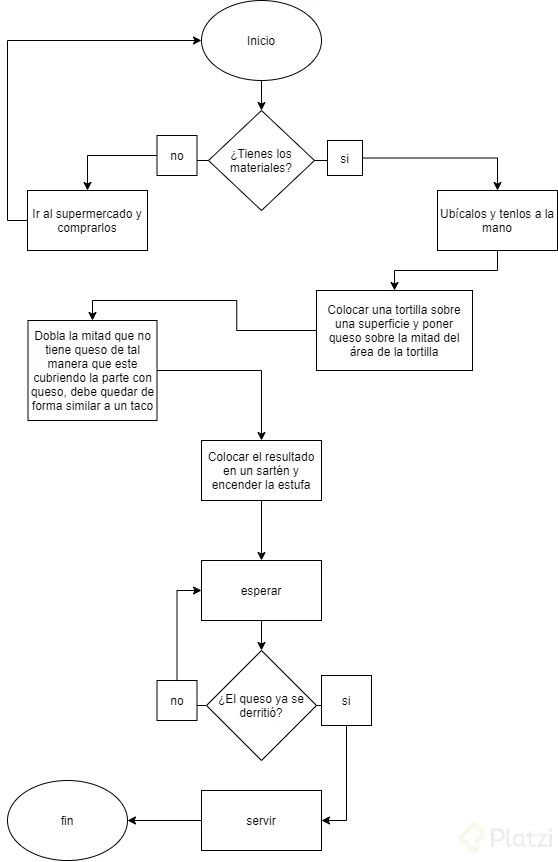 Inicio
¿Tienes los
materiales?
no
si
Ir al supermercado y
comprarlos
Ubícalos y tenlos a la
mano
Colocar una tortilla sobre
una superficie y poner
queso sobre la mitad del
área de la tortilla
Dobla la mitad que no
tiene queso de tal
manera que este
cubriendo la parte con
queso, debe quedar de
forma similar a un taco
Colocar el resultado
en un sartén y
encender la estufa
esperar
¿El queso ya se
derritió?
no
si
servir
fin
Platzi